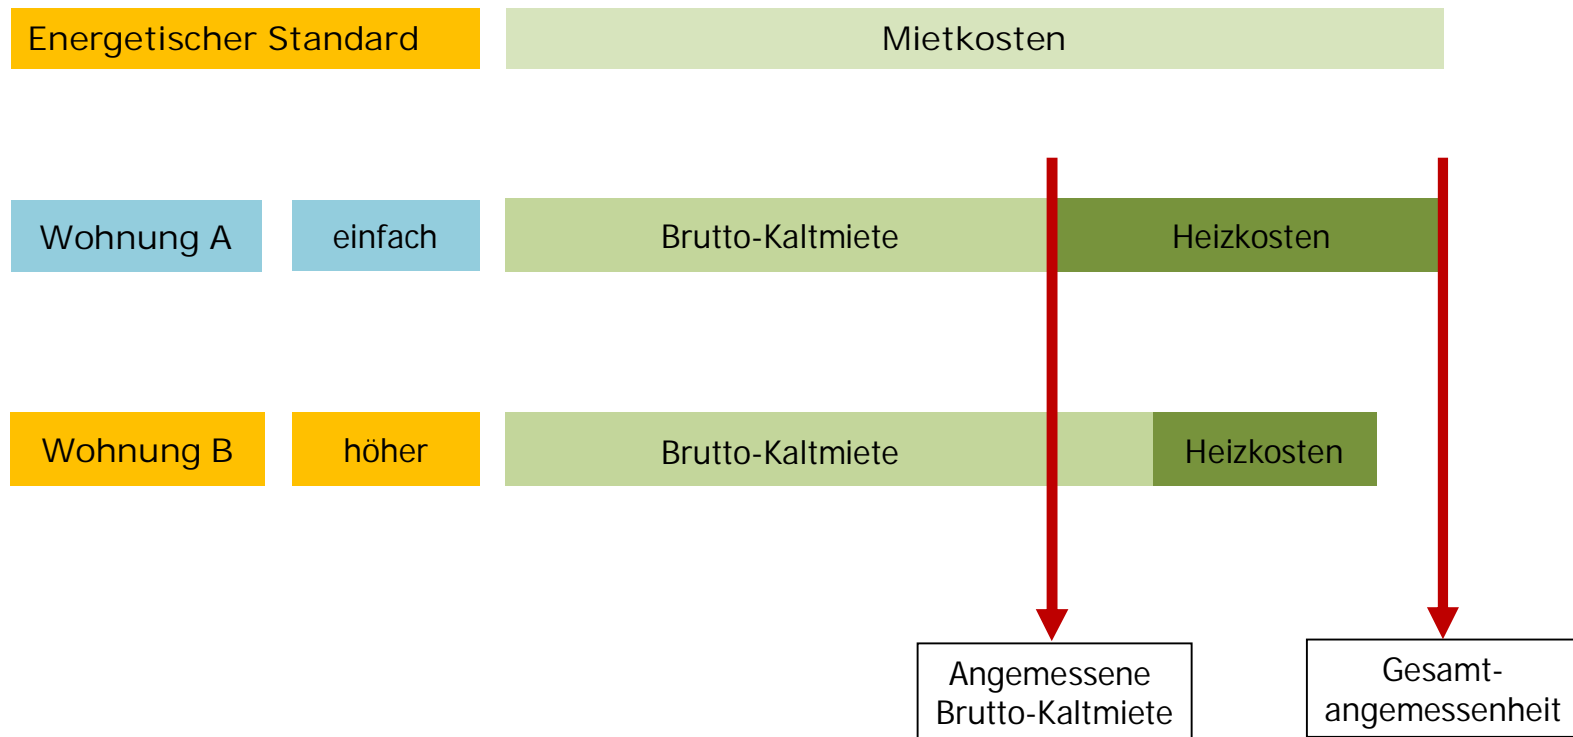 Energetischer Standard
Mietkosten
Wohnung A
einfach
Brutto-Kaltmiete
Heizkosten
Wohnung B
höher
Brutto-Kaltmiete
Heizkosten
Angemessene
Brutto-Kaltmiete
Gesamt-
angemessenheit